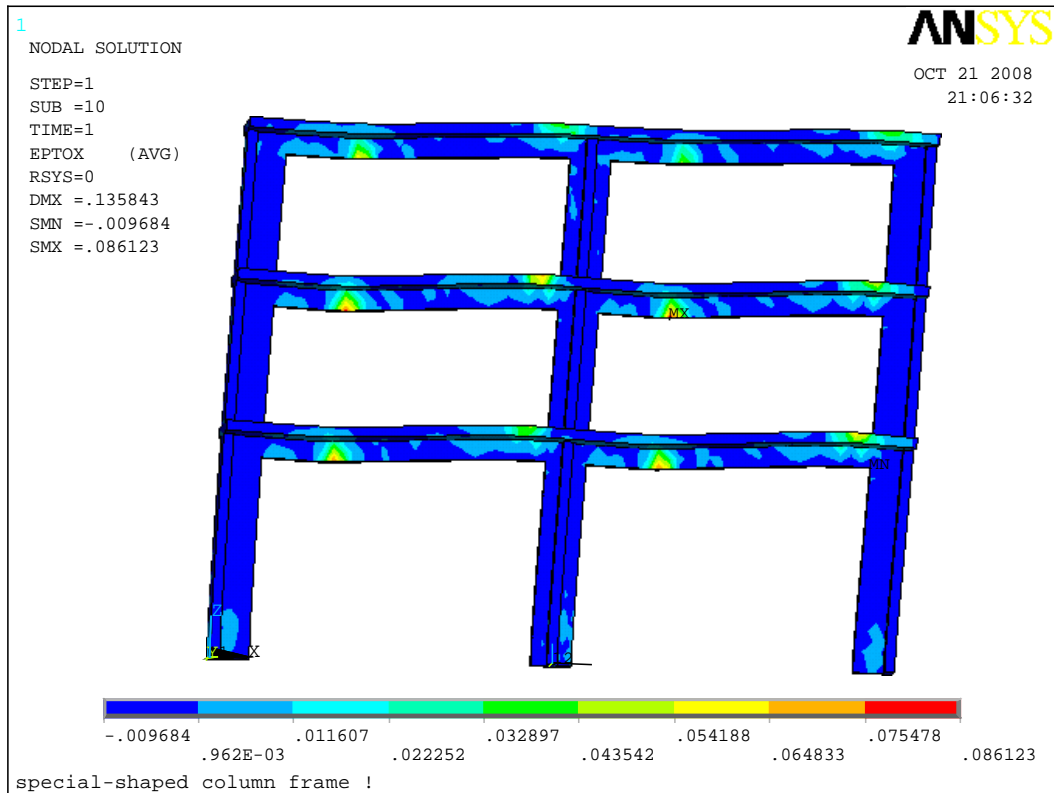 1
ANSYS
NODAL SOLUTION
OCT 21 2008
21:06:32
STEP=1
SUB =10
TIME=1
EPTOX (AVG)
RSYS=0
DMX =.135843
SMN =-.009684
SMX =.086123
MX
MN
Z
Y
X
-.009684 .011607 .032897 .054188 .075478
.962E-03 .022252 .043542 .064833 .086123
special-shaped column frame !